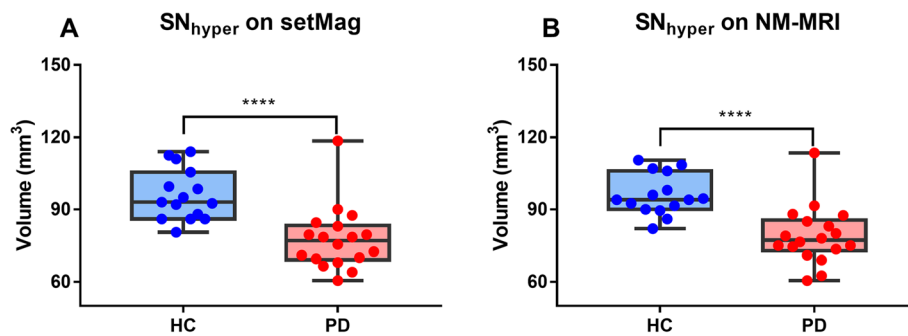 A
SNhyper on setMag
Volume (mm3)
150
120
90
60
****
HC
PD
B
SNhyper on NM-MRI
Volume (mm3)
150
120
90
60
****
HC
PD